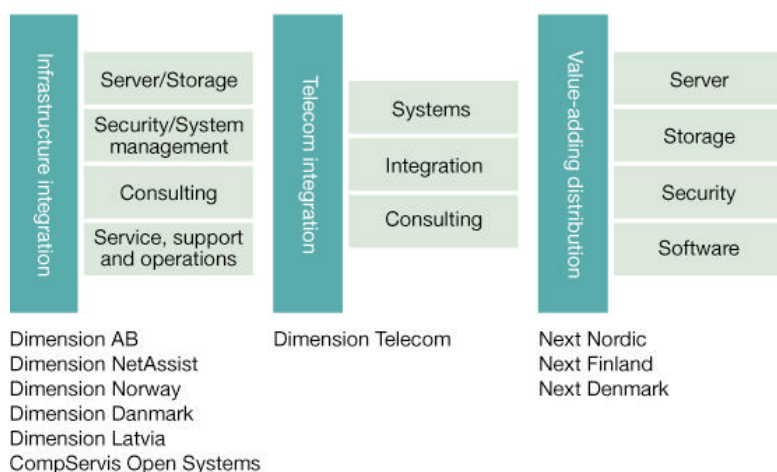 Infrastructure integration
Server/Storage
Security/System
management
Consulting
Service, support
and operations
Dimension AB
Dimension NetAssist
Dimension Norway
Dimension Danmark
Dimension Latvia
CompServis Open Systems
Telecom integration
Systems
Integration
Consulting
Dimension Telecom
Value-adding distribution
Server
Storage
Security
Software
Next Nordic
Next Finland
Next Denmark